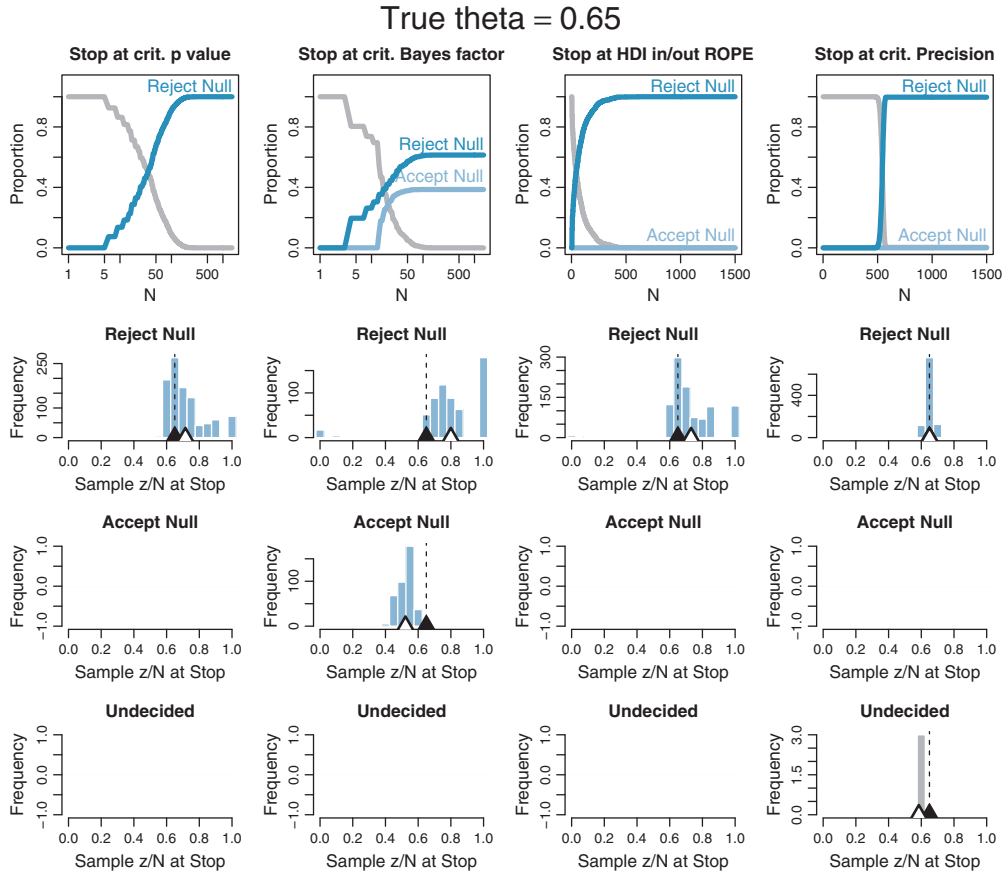 True theta = 0.65
Stop at crit. p value
Stop at crit. Bayes factor
Stop at HDI in/out ROPE
Stop at crit. Precision
Proportion
0.0 0.4 0.8
Reject Null
1 5 50 500
N
Proportion
0.0 0.4 0.8
Reject Null
Accept Null
1 5 50 500
N
Proportion
0.0 0.4 0.8
Reject Null
Accept Null
0 500 1000 1500
N
Proportion
0.0 0.4 0.8
Reject Null
Accept Null
0 500 1000 1500
N
Reject Null
Frequency
0 100 250
0.0 0.2 0.4 0.6 0.8 1.0
Sample z/N at Stop
Reject Null
Frequency
0 100
0.0 0.2 0.4 0.6 0.8 1.0
Sample z/N at Stop
Reject Null
Frequency
0 150 300
0.0 0.2 0.4 0.6 0.8 1.0
Sample z/N at Stop
Reject Null
Frequency
0 400
0.0 0.2 0.4 0.6 0.8 1.0
Sample z/N at Stop
Accept Null
Frequency
−1.0 0.0 1.0
0.0 0.2 0.4 0.6 0.8 1.0
Sample z/N at Stop
Accept Null
Frequency
0 100
0.0 0.2 0.4 0.6 0.8 1.0
Sample z/N at Stop
Accept Null
Frequency
−1.0 0.0 1.0
0.0 0.2 0.4 0.6 0.8 1.0
Sample z/N at Stop
Accept Null
Frequency
−1.0 0.0 1.0
0.0 0.2 0.4 0.6 0.8 1.0
Sample z/N at Stop
Undecided
Frequency
−1.0 0.0 1.0
0.0 0.2 0.4 0.6 0.8 1.0
Sample z/N at Stop
Undecided
Frequency
−1.0 0.0 1.0
0.0 0.2 0.4 0.6 0.8 1.0
Sample z/N at Stop
Undecided
Frequency
−1.0 0.0 1.0
0.0 0.2 0.4 0.6 0.8 1.0
Sample z/N at Stop
Undecided
Frequency
0.0 1.5 3.0
0.0 0.2 0.4 0.6 0.8 1.0
Sample z/N at Stop